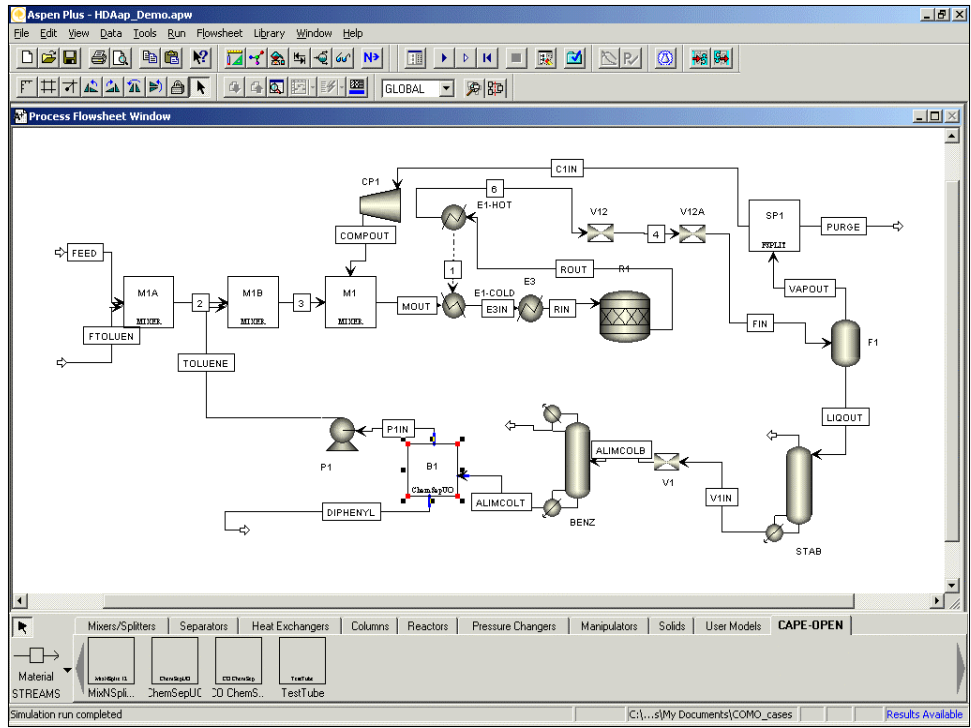 Aspen Plus - HDAap_Demo.apw
File Edit View Data Tools Run Flowsheet Library Window Help
N>
GLOBAL
Process Flowsheet Window
C1IN
CP1
6
E1-HOT
V12
V12A
SP1
FSPLIT
PURGE
4
COMPOUT
FEED
ROUT
R1
1
E1-COLD
E3
VAPOUT
M1A
MIXER
2
M1B
MIXER
3
M1
MIXER
MOUT
E3IN
RIN
FIN
F1
FTOLUEN
TOLUENE
LIQOUT
P1IN
P1
B1
ChemSepUO
ALIMCOLB
V1
ALIMCOLT
V1IN
DIPHENYL
BENZ
STAB
Mixers/Splitters Separators Heat Exchangers Columns Reactors Pressure Changers Manipulators Solids User Models CAPE-OPEN
ChemSepUO CO ChemSep TestTube
Material
STREAMS MixNSpli... ChemSepUO CO ChemS.. TestTube
Simulation run completed C:\...s\My Documents\COMO_cases Results Available